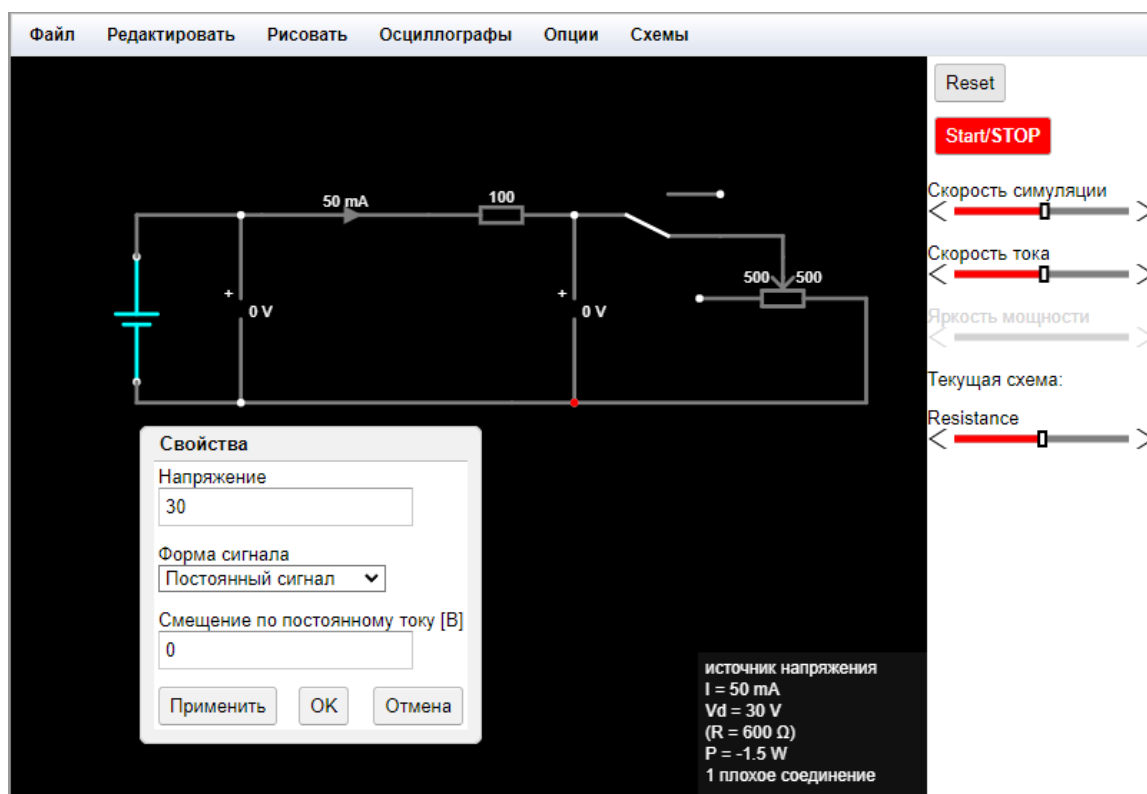 Файл Редактировать Рисовать Осциллографы Опции Схемы
Reset
Start/STOP
Скорость симуляции
Скорость тока
Яркость мощности
Текущая схема:
Resistance
50 mA
100
500 500
+
0 V
+
0 V
Свойства
Напряжение
30
Форма сигнала
Постоянный сигнал
Смещение по постоянному току [В]
0
Применить OK Отмена
источник напряжения
I = 50 mA
Vd = 30 V
(R = 600 Ω)
P = -1.5 W
1 плохое соединение